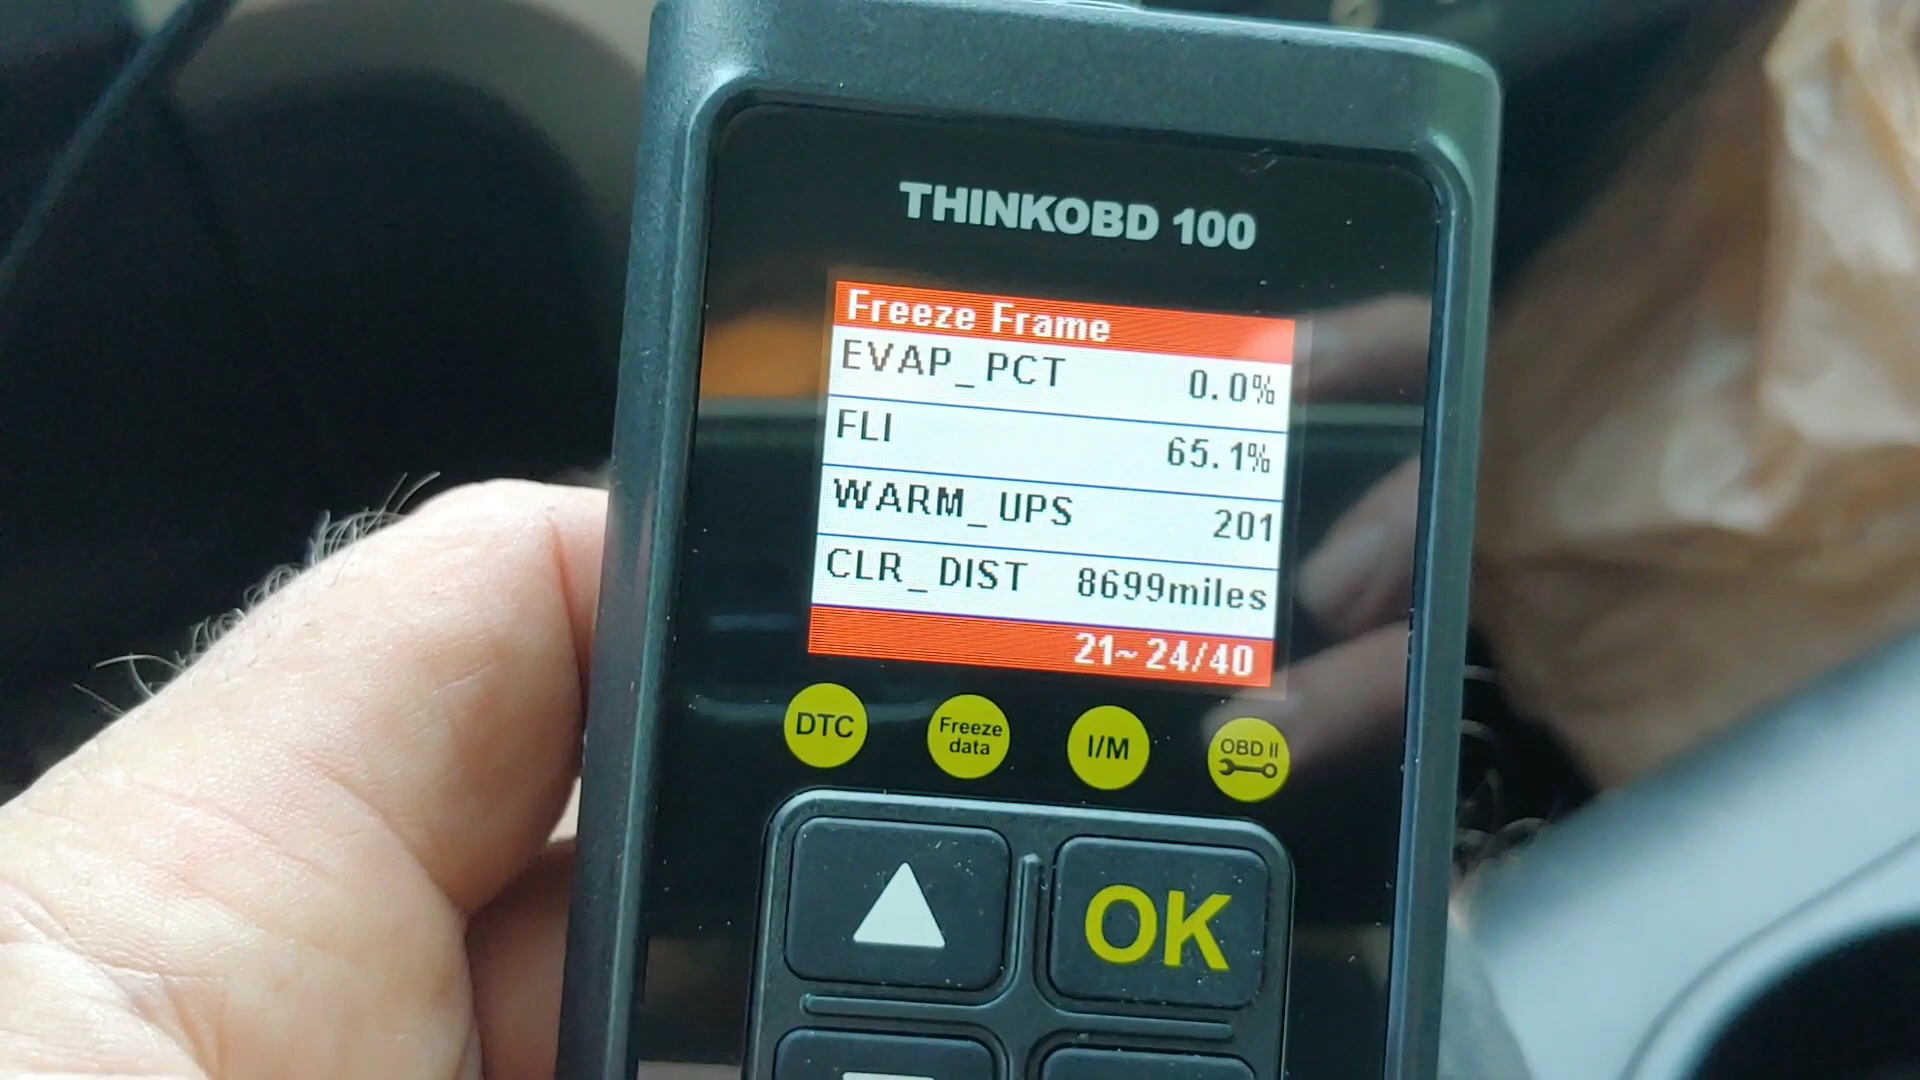 THINKOBD 100
Freeze Frame
EVAP_PCT 0.0%
FLI 65.1%
WARM_UPS 201
CLR_DIST 8699miles
21~24/40
DTC
Freeze
data
I/M
OBD II
OK